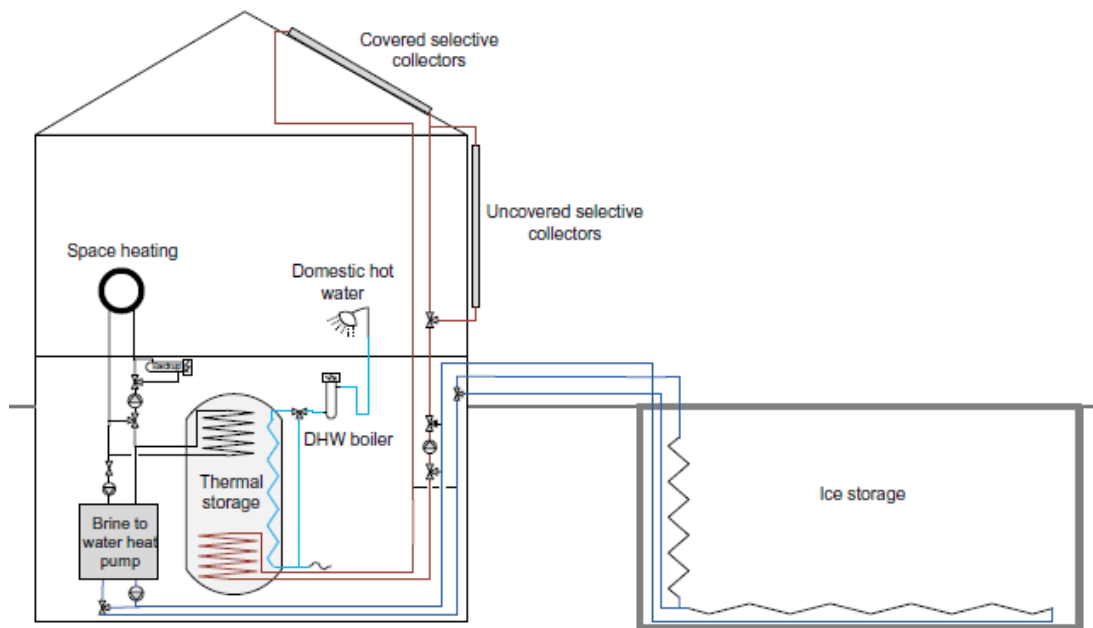 Covered selective
collectors
Uncovered selective
collectors
Space heating
Domestic hot
water
Backup
DHW boiler
Thermal
storage
Ice storage
Brine to
water heat
pump